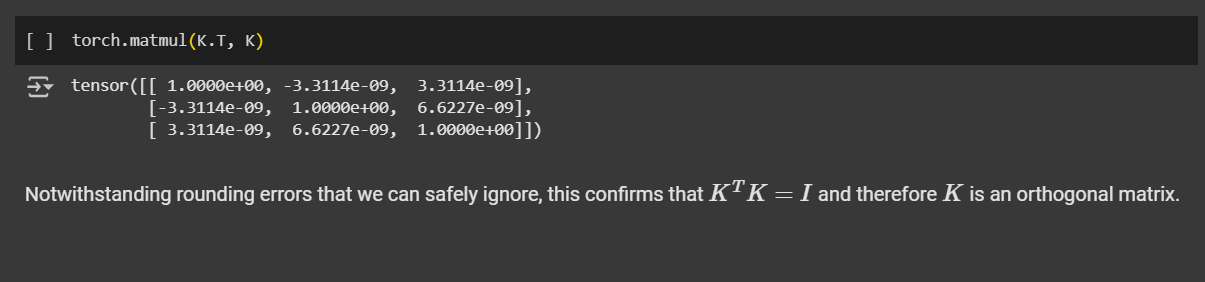 [ ] torch.matmul(K.T, K)
tensor([[ 1.0000e+00, -3.3114e-09,  3.3114e-09],
        [-3.3114e-09,  1.0000e+00,  6.6227e-09],
        [ 3.3114e-09,  6.6227e-09,  1.0000e+00]])
Notwithstanding rounding errors that we can safely ignore, this confirms that $K^T K = I$ and therefore $K$ is an orthogonal matrix.